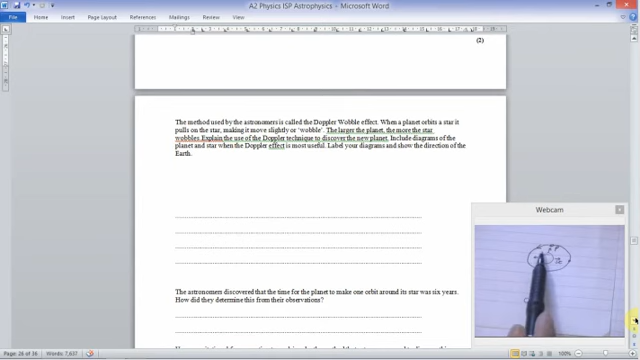 A2 Physics ISP Astrophysics - Microsoft Word
File Home Insert Page Layout References Mailings Review View
(2)
The method used by the astronomers is called the Doppler Wobble effect. When a planet orbits a star it
pulls on the star, making it move slightly or 'wobble'. The larger the planet, the more the star
wobbles.Explain the use of the Doppler technique to discover the new planet. Include diagrams of the
planet and star when the Doppler effect is most useful. Label your diagrams and show the direction of the
Earth.
Webcam
The astronomers discovered that the time for the planet to make one orbit around its star was six years.
How did they determine this from their observations?
Page: 26 of 36 Words: 7,637 100%